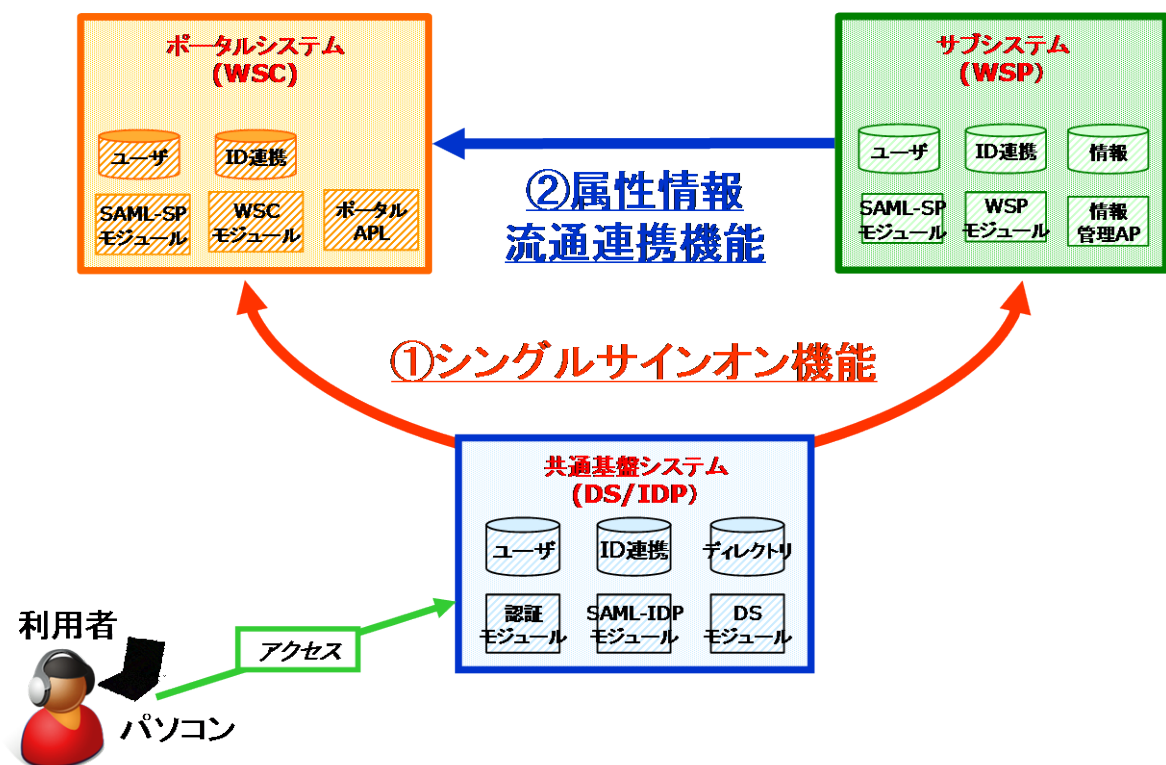 ポータルシステム
(WSC)
ユーザ
ID連携
SAML-SP
モジュール
WSC
モジュール
ポータル
APL
サブシステム
(WSP)
ユーザ
ID連携
情報
SAML-SP
モジュール
WSP
モジュール
情報
管理AP
②属性情報
流通連携機能
①シングルサインオン機能
共通基盤システム
(DS/IDP)
ユーザ
ID連携
ディレクトリ
認証
モジュール
SAML-IDP
モジュール
DS
モジュール
利用者
アクセス
パソコン